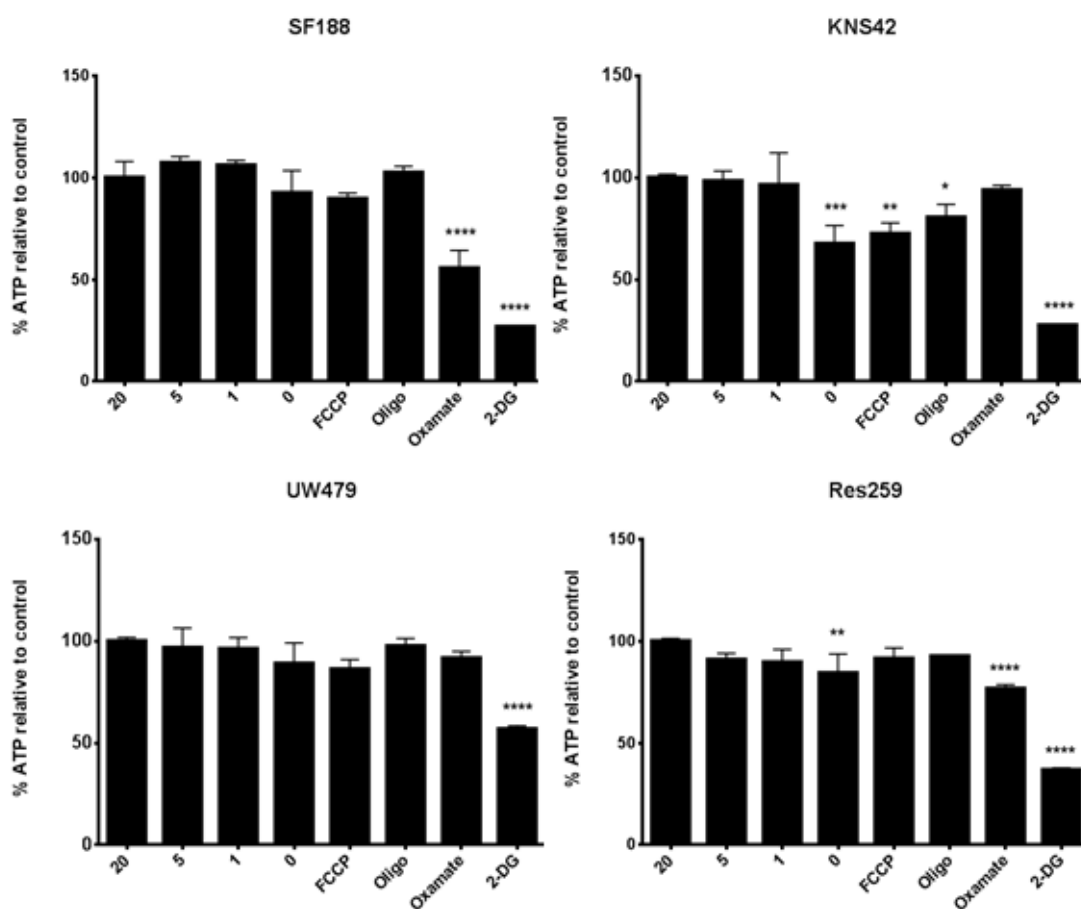 SF188
% ATP relative to control
150
100
50
0
****
****
20 5 1 0 FCCP Oligo Oxamate 2-DG
KNS42
% ATP relative to control
150
100
50
0
***
**
*
****
20 5 1 0 FCCP Oligo Oxamate 2-DG
UW479
% ATP relative to control
150
100
50
0
****
20 5 1 0 FCCP Oligo Oxamate 2-DG
Res259
% ATP relative to control
150
100
50
0
**
****
****
20 5 1 0 FCCP Oligo Oxamate 2-DG